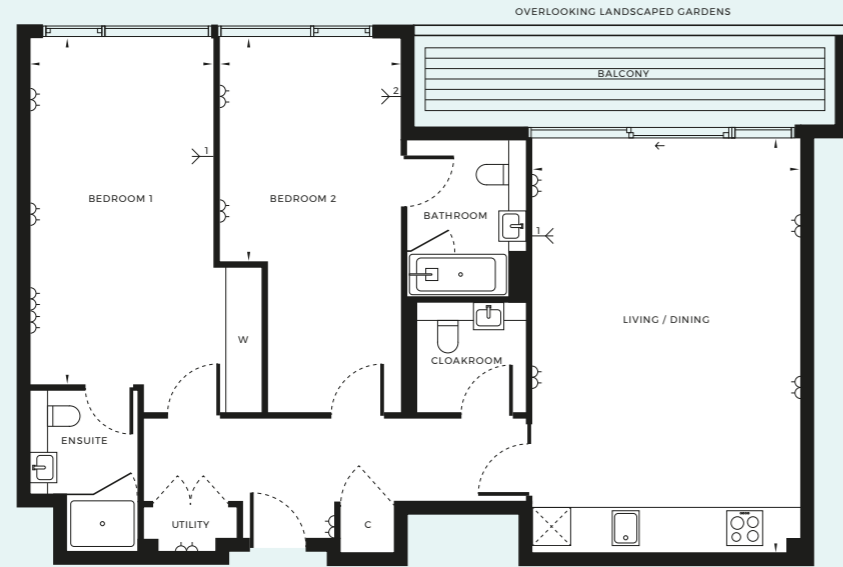 OVERLOOKING LANDSCAPED GARDENS
BALCONY
2
1
BEDROOM 1
BEDROOM 2
BATHROOM
1
LIVING / DINING
W
CLOAKROOM
ENSUITE
UTILITY
C